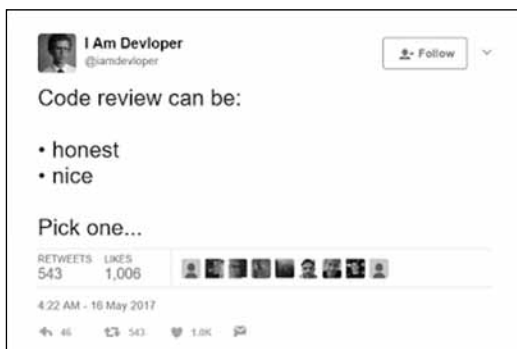 I Am Devloper
@iamdevloper
Follow
Code review can be:
• honest
• nice
Pick one...
RETWEETS LIKES
543 1,006
4:22 AM - 16 May 2017
46 543 1.0K